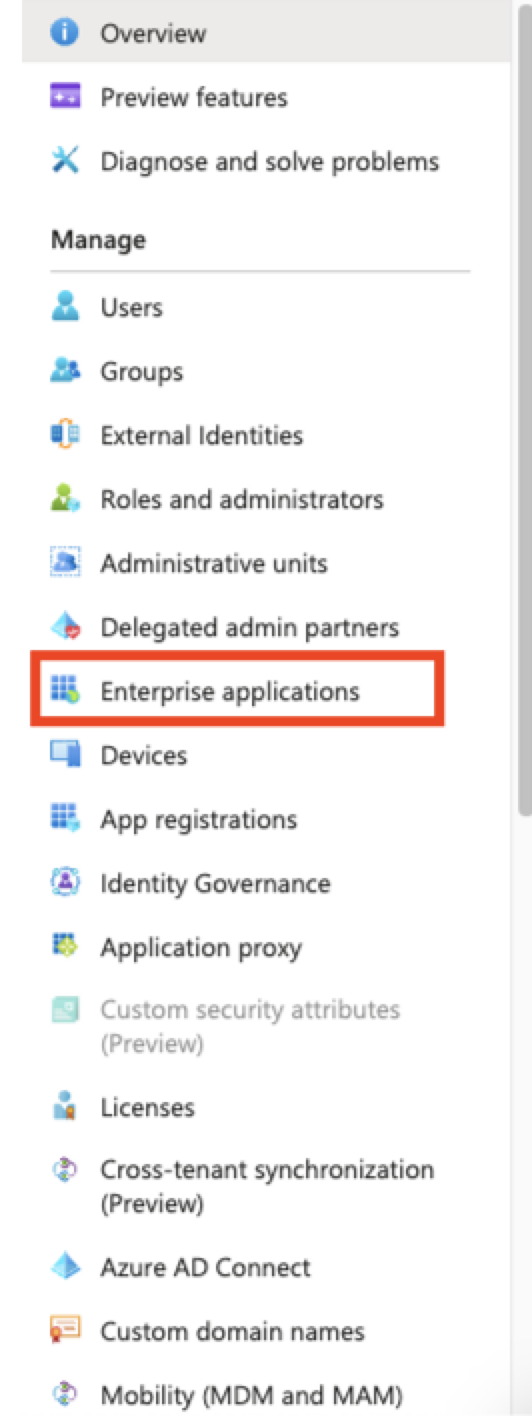 Overview
Preview features
Diagnose and solve problems
Manage
Users
Groups
External Identities
Roles and administrators
Administrative units
Delegated admin partners
Enterprise applications
Devices
App registrations
Identity Governance
Application proxy
Custom security attributes
(Preview)
Licenses
Cross-tenant synchronization
(Preview)
Azure AD Connect
Custom domain names
Mobility (MDM and MAM)